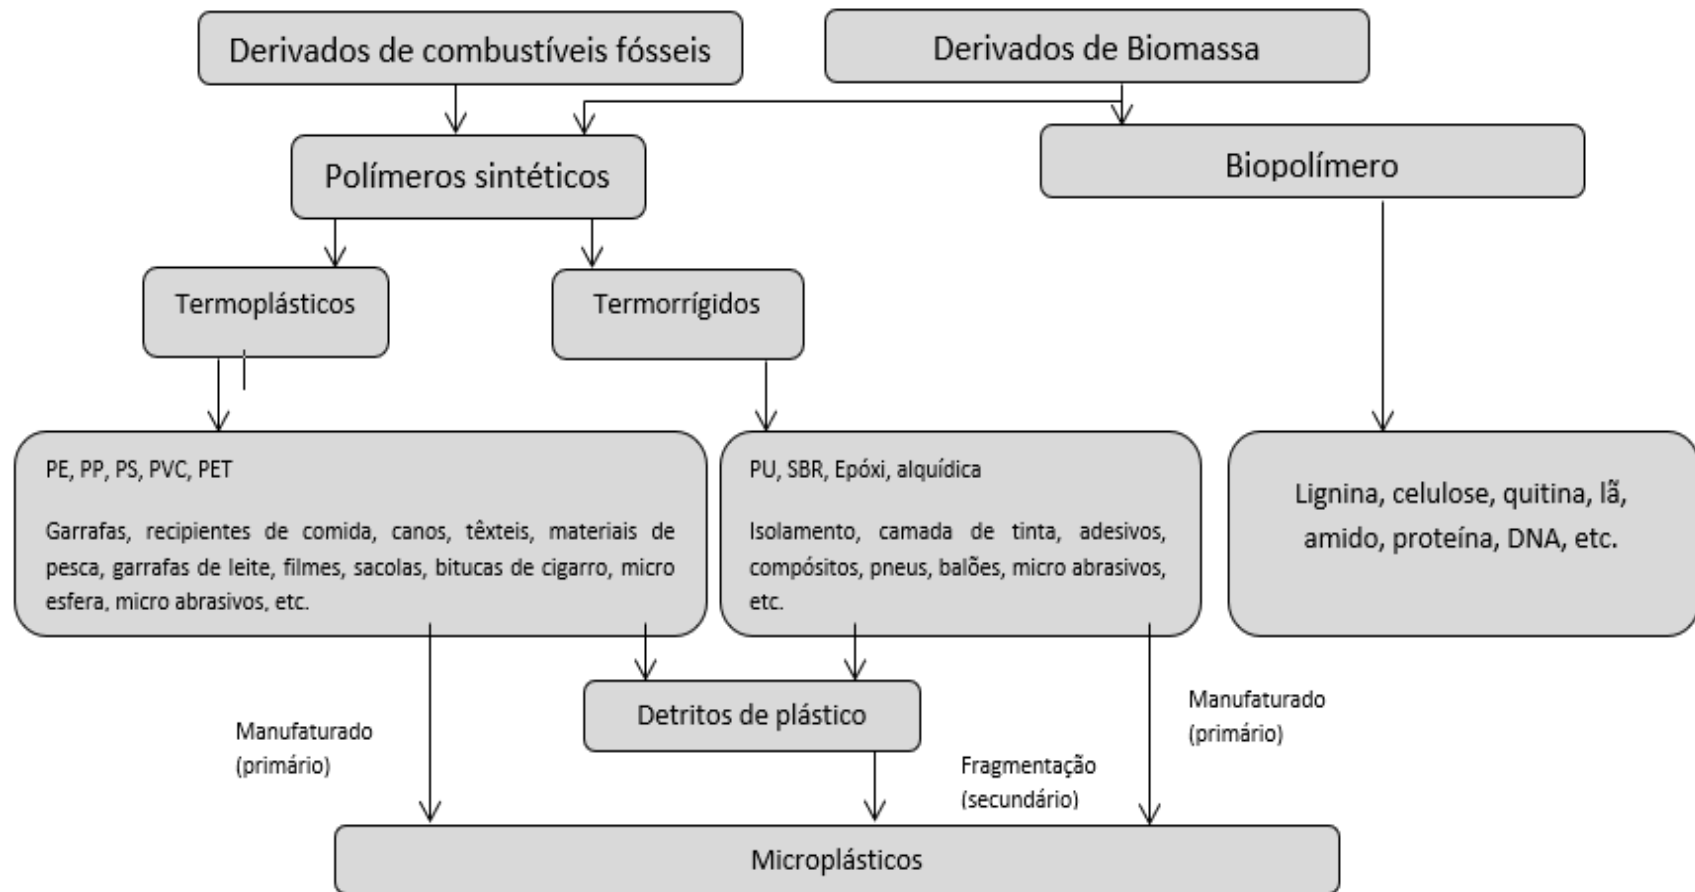 Derivados de combustíveis fósseis
Derivados de Biomassa
Polímeros sintéticos
Biopolímero
Termoplásticos
Termorrígidos
PE, PP, PS, PVC, PET
Garrafas, recipientes de comida, canos, têxteis, materiais de
pesca, garrafas de leite, filmes, sacolas, bitucas de cigarro, micro
esfera, micro abrasivos, etc.
PU, SBR, Epóxi, alquídica
Isolamento, camada de tinta, adesivos,
compósitos, pneus, balões, micro abrasivos,
etc.
Lignina, celulose, quitina, lã,
amido, proteína, DNA, etc.
Detritos de plástico
Manufaturado
(primário)
Manufaturado
(primário)
Fragmentação
(secundário)
Microplásticos